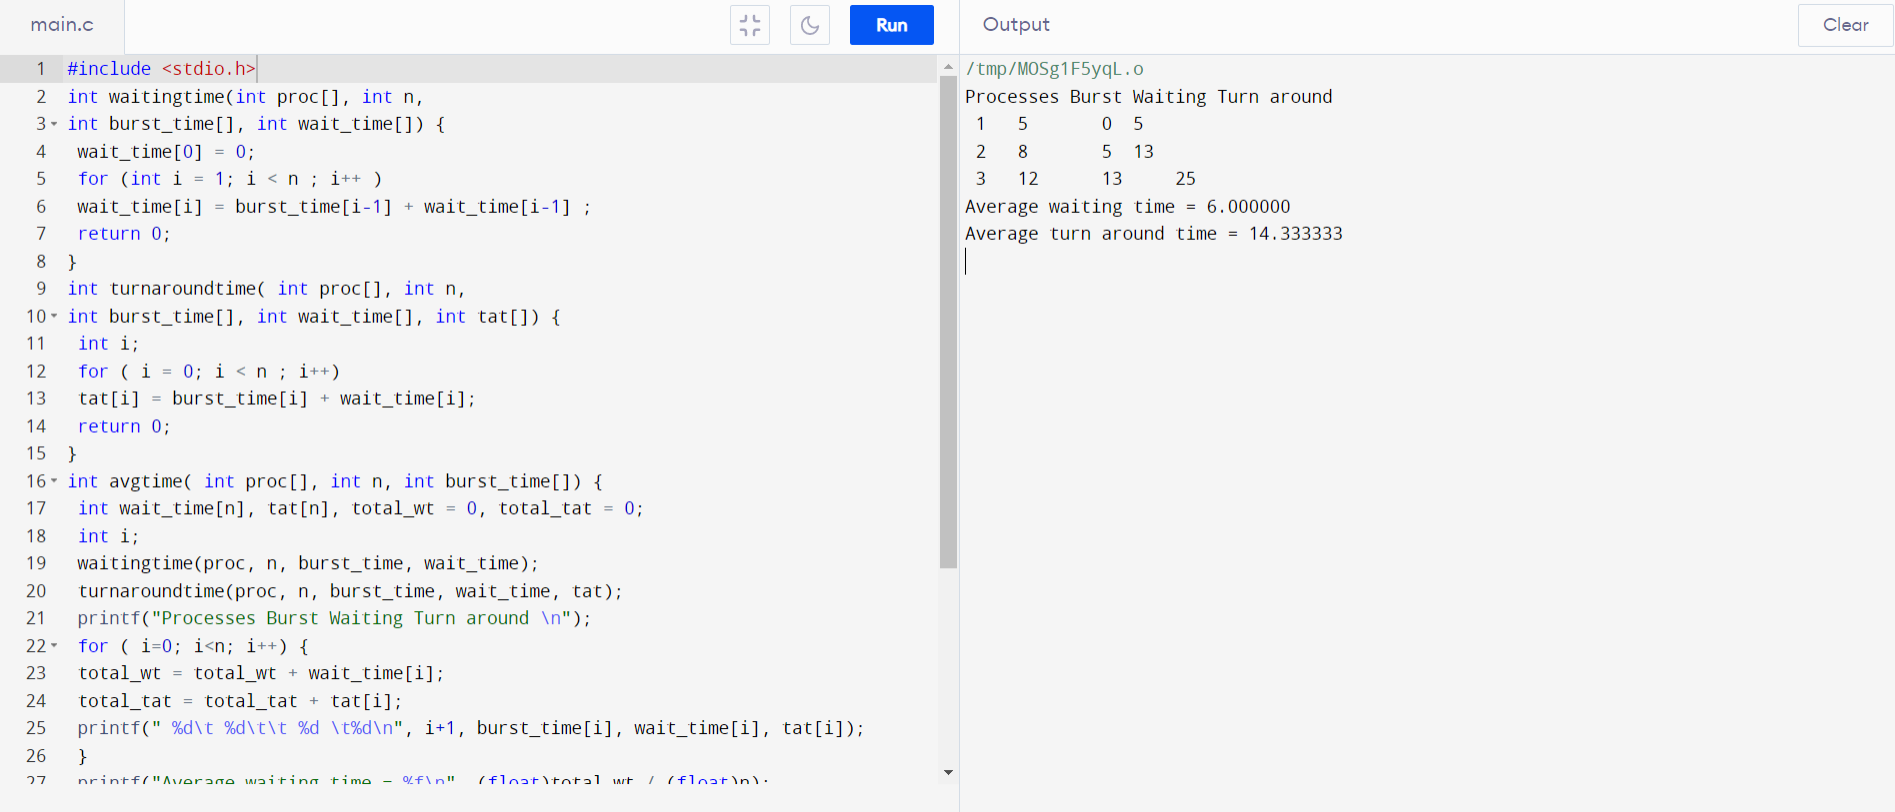 main.c
Run
1 #include <stdio.h>
2 int waitingtime(int proc[], int n,
3 int burst_time[], int wait_time[]) {
4 wait_time[0] = 0;
5 for (int i = 1; i < n ; i++ )
6 wait_time[i] = burst_time[i-1] + wait_time[i-1] ;
7 return 0;
8 }
9 int turnaroundtime( int proc[], int n,
10 int burst_time[], int wait_time[], int tat[]) {
11 int i;
12 for ( i = 0; i < n ; i++)
13 tat[i] = burst_time[i] + wait_time[i];
14 return 0;
15 }
16 int avgtime( int proc[], int n, int burst_time[]) {
17 int wait_time[n], tat[n], total_wt = 0, total_tat = 0;
18 int i;
19 waitingtime(proc, n, burst_time, wait_time);
20 turnaroundtime(proc, n, burst_time, wait_time, tat);
21 printf("Processes Burst Waiting Turn around \n");
22 for ( i=0; i<n; i++) {
23 total_wt = total_wt + wait_time[i];
24 total_tat = total_tat + tat[i];
25 printf(" %d\t %d\t\t %d \t%d\n", i+1, burst_time[i], wait_time[i], tat[i]);
26 }
27 printf("Average waiting time = %f\n", (float)total_wt / (float)n);
Output
Clear
/tmp/MOSg1F5yqL.o
Processes Burst Waiting Turn around
1 5 0 5
2 8 5 13
3 12 13 25
Average waiting time = 6.000000
Average turn around time = 14.333333